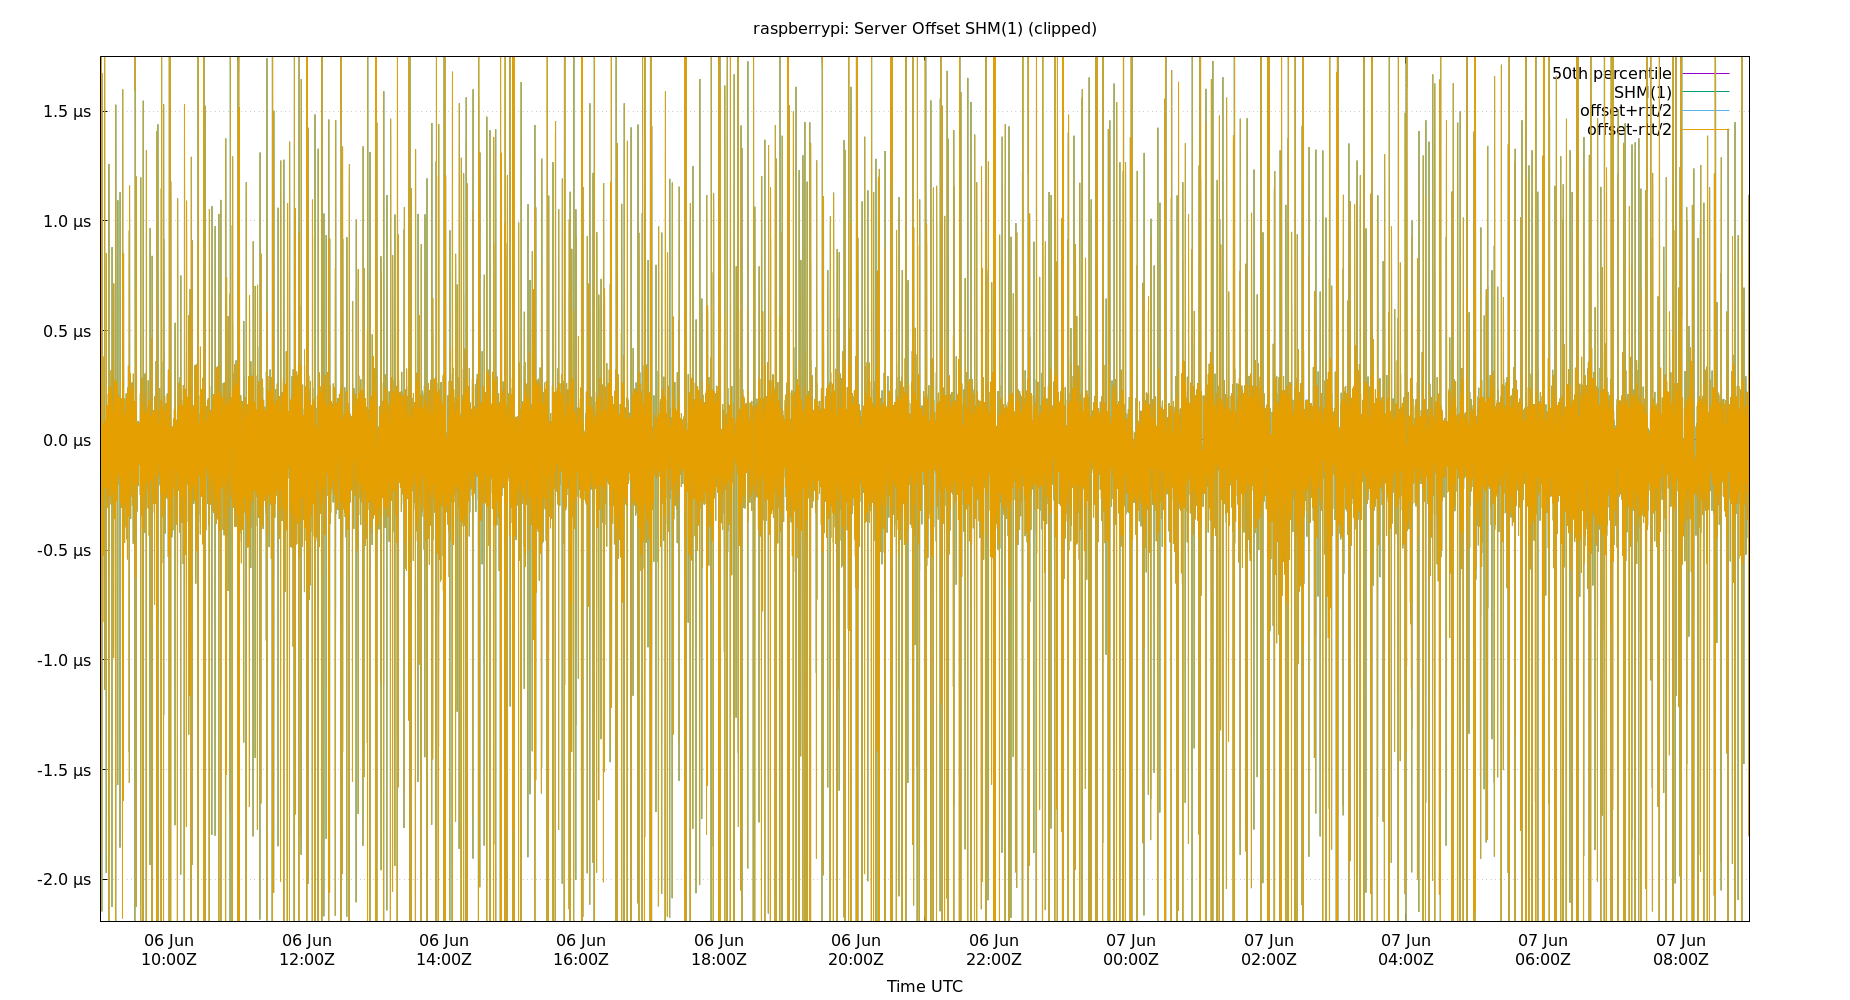 raspberrypi: Server Offset SHM(1) (clipped)
50th percentile
SHM(1)
offset+rtt/2
offset-rtt/2
1.5 µs
1.0 µs
0.5 µs
0.0 µs
-0.5 µs
-1.0 µs
-1.5 µs
-2.0 µs
06 Jun 06 Jun 06 Jun 06 Jun 06 Jun 06 Jun 06 Jun 07 Jun 07 Jun 07 Jun 07 Jun 07 Jun
10:00Z 12:00Z 14:00Z 16:00Z 18:00Z 20:00Z 22:00Z 00:00Z 02:00Z 04:00Z 06:00Z 08:00Z
Time UTC